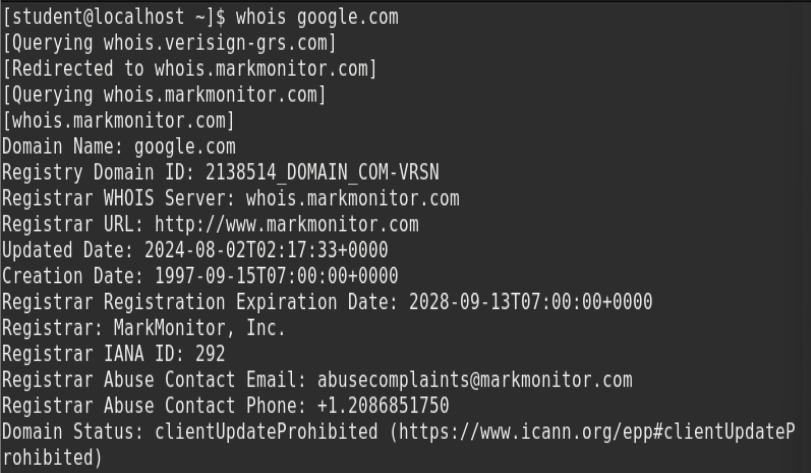 [student@localhost ~]$ whois google.com
[Querying whois.verisign-grs.com]
[Redirected to whois.markmonitor.com]
[Querying whois.markmonitor.com]
[whois.markmonitor.com]
Domain Name: google.com
Registry Domain ID: 2138514_DOMAIN_COM-VRSN
Registrar WHOIS Server: whois.markmonitor.com
Registrar URL: http://www.markmonitor.com
Updated Date: 2024-08-02T02:17:33+0000
Creation Date: 1997-09-15T07:00:00+0000
Registrar Registration Expiration Date: 2028-09-13T07:00:00+0000
Registrar: MarkMonitor, Inc.
Registrar IANA ID: 292
Registrar Abuse Contact Email: abusecomplaints@markmonitor.com
Registrar Abuse Contact Phone: +1.2086851750
Domain Status: clientUpdateProhibited (https://www.icann.org/epp#clientUpdateP
rohibited)